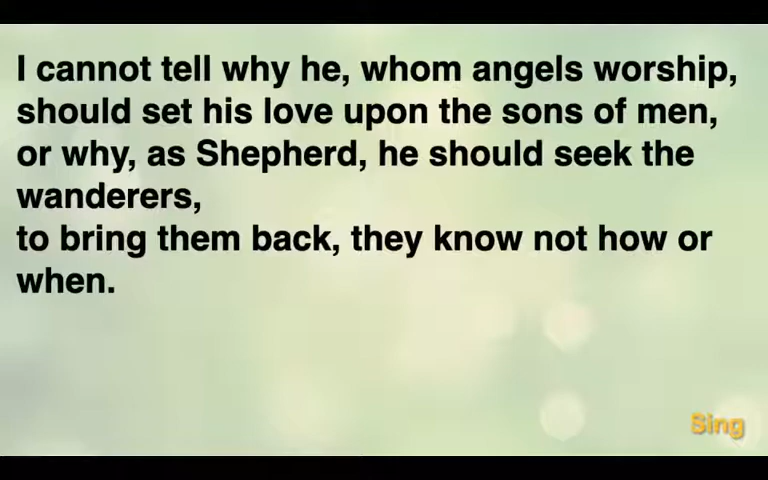 I cannot tell why he, whom angels worship,
should set his love upon the sons of men,
or why, as Shepherd, he should seek the
wanderers,
to bring them back, they know not how or
when.
Sing